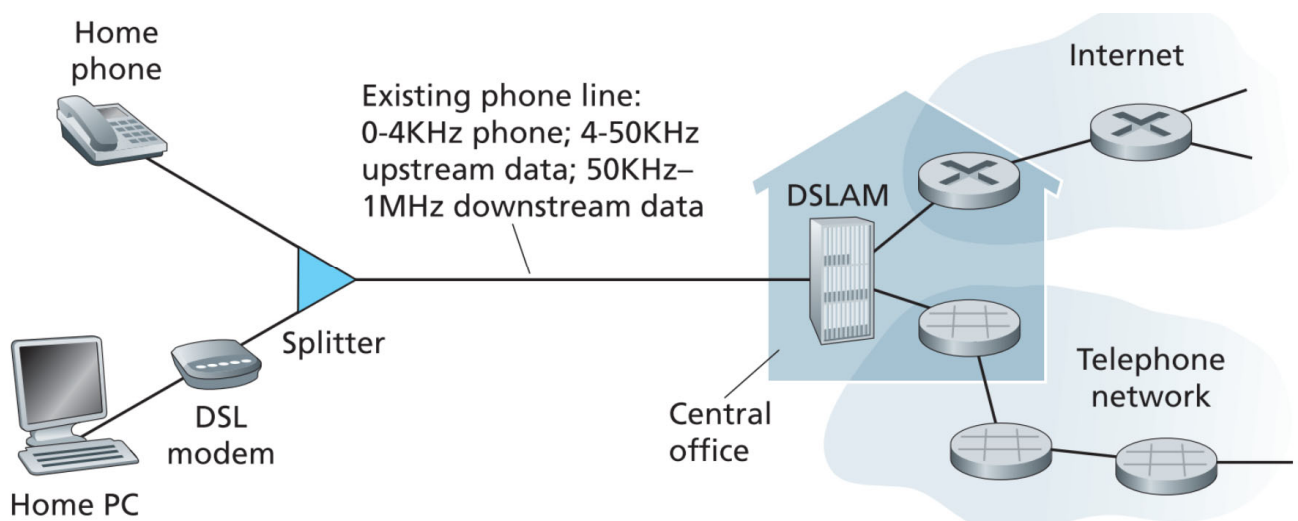 Home
phone
Existing phone line:
0-4KHz phone; 4-50KHz
upstream data; 50KHz–
1MHz downstream data
Internet
DSLAM
Splitter
DSL
modem
Home PC
Central
office
Telephone
network